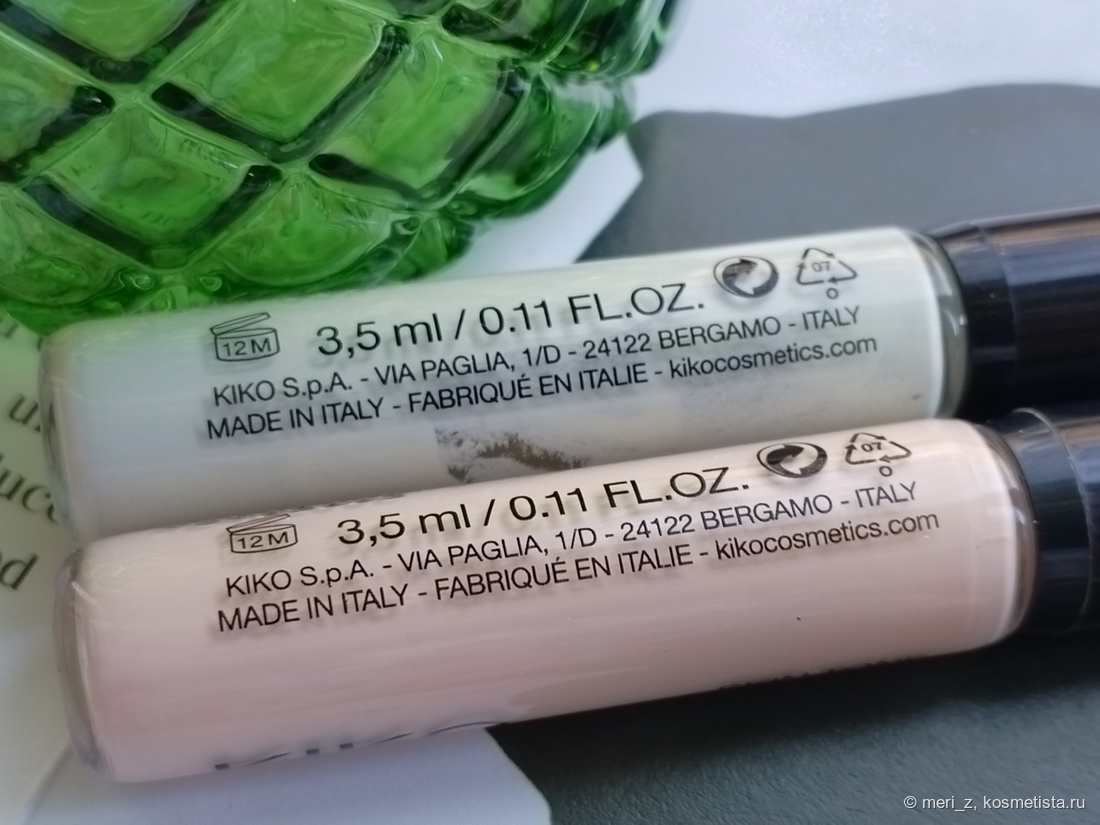 12M
3,5 ml / 0.11 FL.OZ.
07
O
KIKO S.p.A. - VIA PAGLIA, 1/D - 24122 BERGAMO - ITALY
MADE IN ITALY - FABRIQUÉ EN ITALIE - kikocosmetics.com
12M
3,5 ml / 0.11 FL.OZ.
07
O
KIKO S.p.A. - VIA PAGLIA, 1/D - 24122 BERGAMO - ITALY
MADE IN ITALY - FABRIQUÉ EN ITALIE - kikocosmetics.com
© meri_z, kosmetista.ru